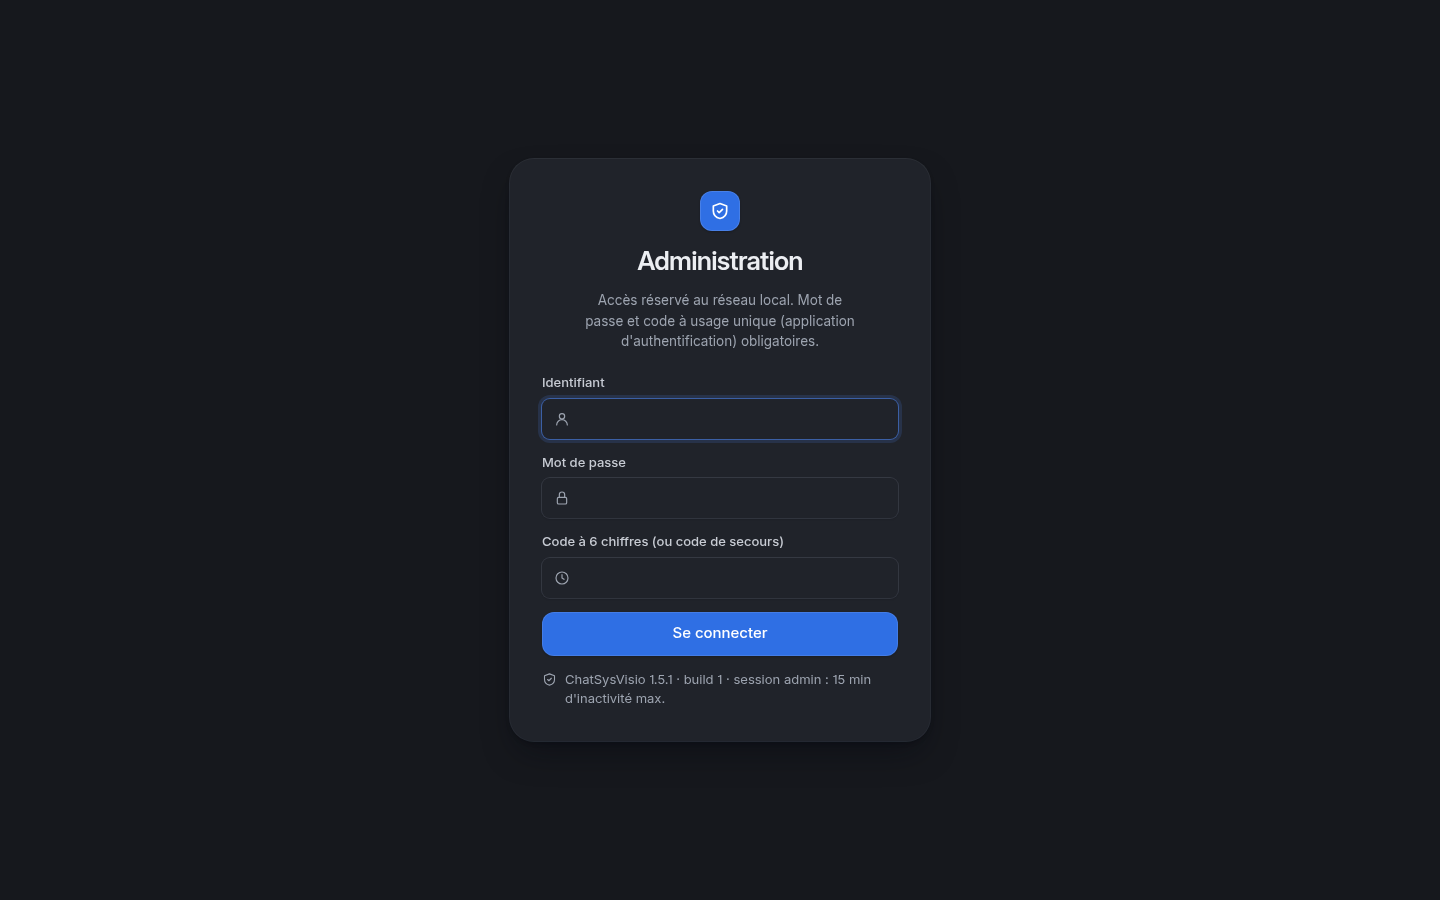 Administration
Accès réservé au réseau local. Mot de
passe et code à usage unique (application
d'authentification) obligatoires.
Identifiant
Mot de passe
Code à 6 chiffres (ou code de secours)
Se connecter
ChatSysVisio 1.5.1 · build 1 · session admin : 15 min
d'inactivité max.